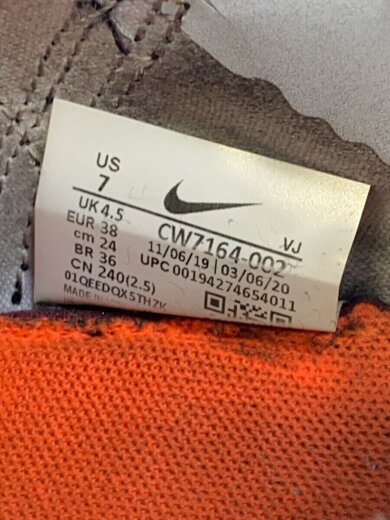 US
7
UK 4.5
EUR 38
cm 24
BR 36
CN 240(2.5)
CW7164-002 VJ
11/06/19 | 03/06/20
UPC 00194274654011
01QEEDQXSTHZK
MADE IN